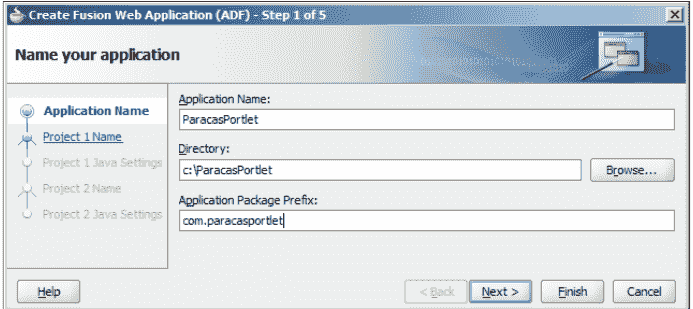 Create Fusion Web Application (ADF) - Step 1 of 5
Name your application
Application Name
Project 1 Name
Project 1 Java Settings
Project 2 Name
Project 2 Java Settings
Application Name:
ParacasPortlet
Directory:
c:\ParacasPortlet
Browse...
Application Package Prefix:
com.paracasportlet
Help
< Back
Next >
Finish
Cancel